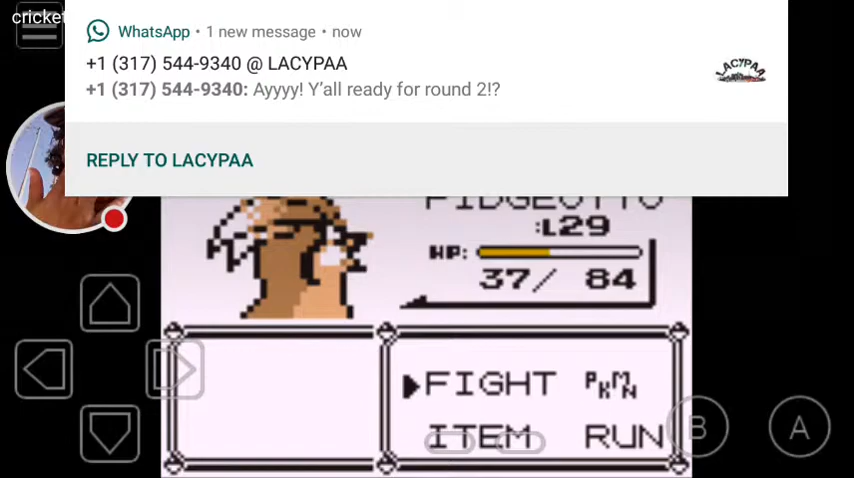 cricket
WhatsApp • 1 new message • now
+1 (317) 544-9340 @ LACYPAA
LACYPAA
+1 (317) 544-9340: Ayyyy! Y'all ready for round 2!?
REPLY TO LACYPAA
PIDGEOTTO
:L29
HP:
37/ 84
FIGHT PKMN
ITEM RUN
B A